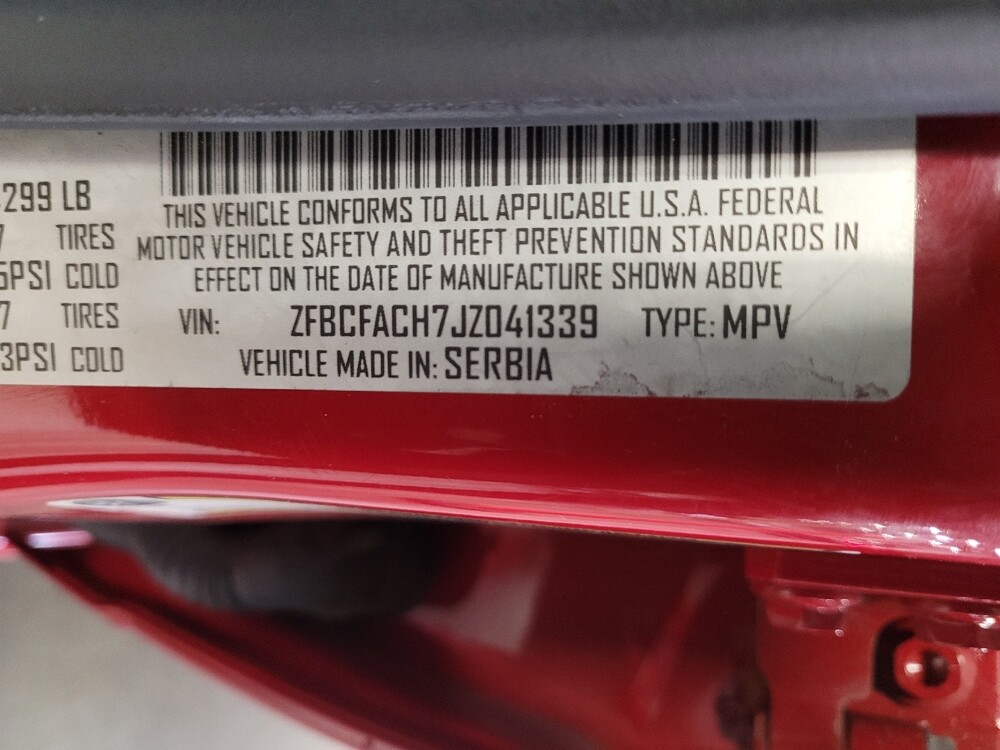 299 LB
TIRES
PSI COLD
TIRES
3PSI COLD
THIS VEHICLE CONFORMS TO ALL APPLICABLE U.S.A. FEDERAL
MOTOR VEHICLE SAFETY AND THEFT PREVENTION STANDARDS IN
EFFECT ON THE DATE OF MANUFACTURE SHOWN ABOVE
VIN: ZFBCFACH7JZ041339 TYPE: MPV
VEHICLE MADE IN: SERBIA